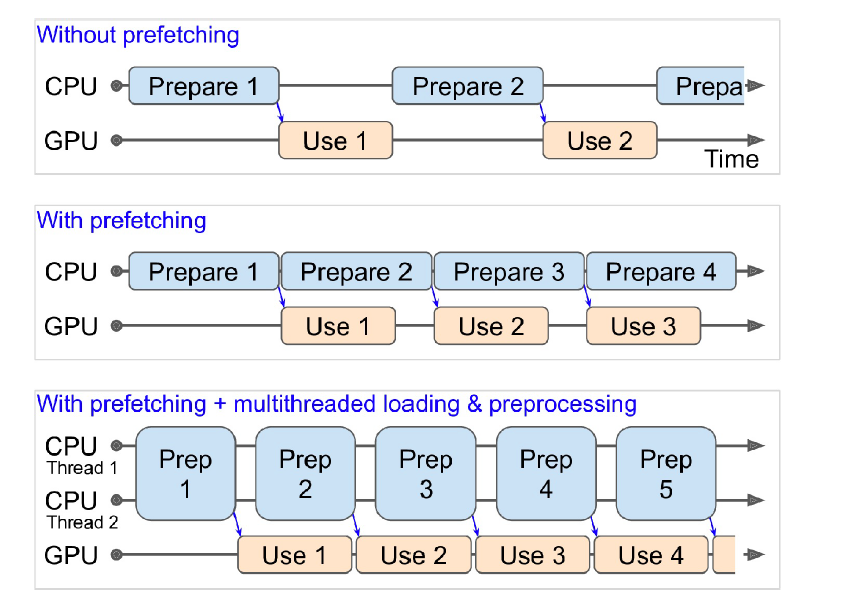 Without prefetching
CPU Prepare 1 Prepare 2 Prepa
GPU Use 1 Use 2
Time
With prefetching
CPU Prepare 1 Prepare 2 Prepare 3 Prepare 4
GPU Use 1 Use 2 Use 3
With prefetching + multithreaded loading & preprocessing
CPU
Thread 1
Prep
1
Prep
2
Prep
3
Prep
4
Prep
5
CPU
Thread 2
GPU Use 1 Use 2 Use 3 Use 4